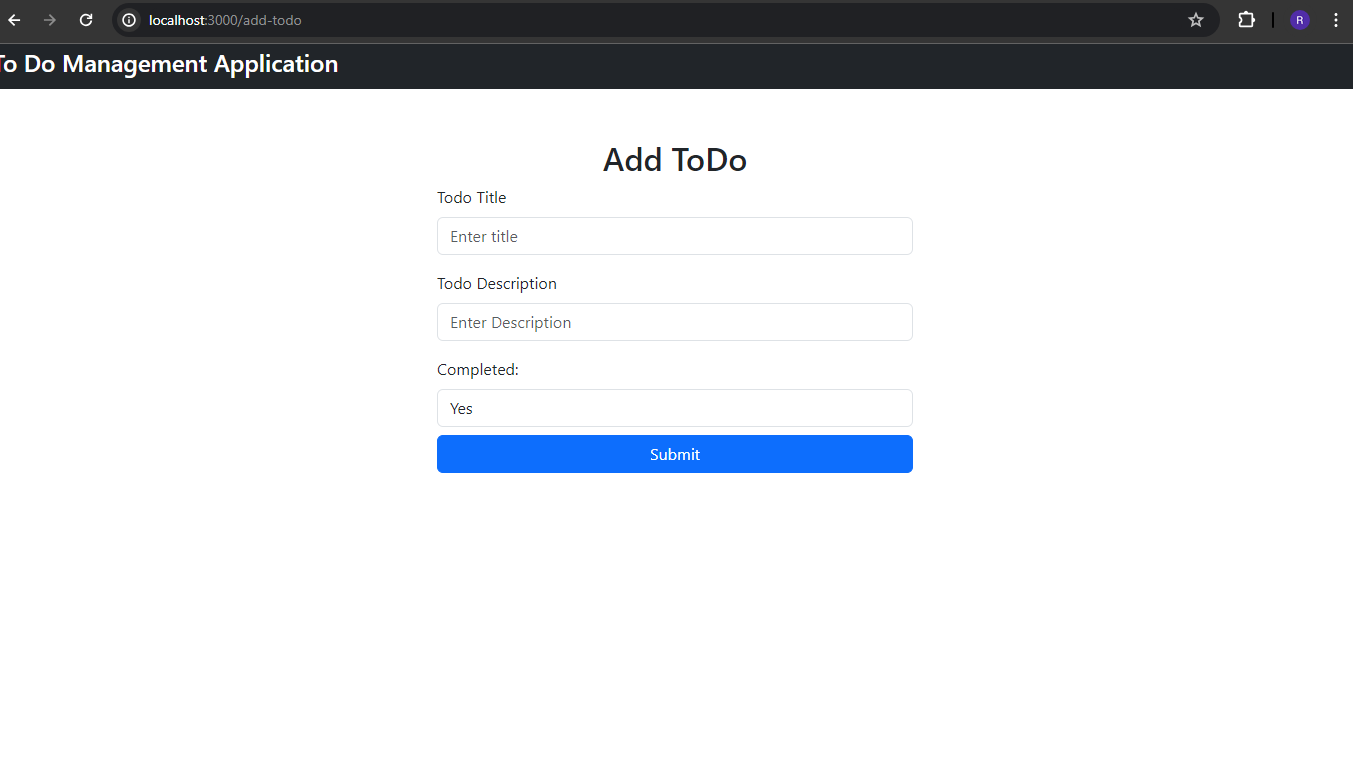 localhost:3000/add-todo
R
To Do Management Application
Add ToDo
Todo Title
Enter title
Todo Description
Enter Description
Completed:
Yes
Submit